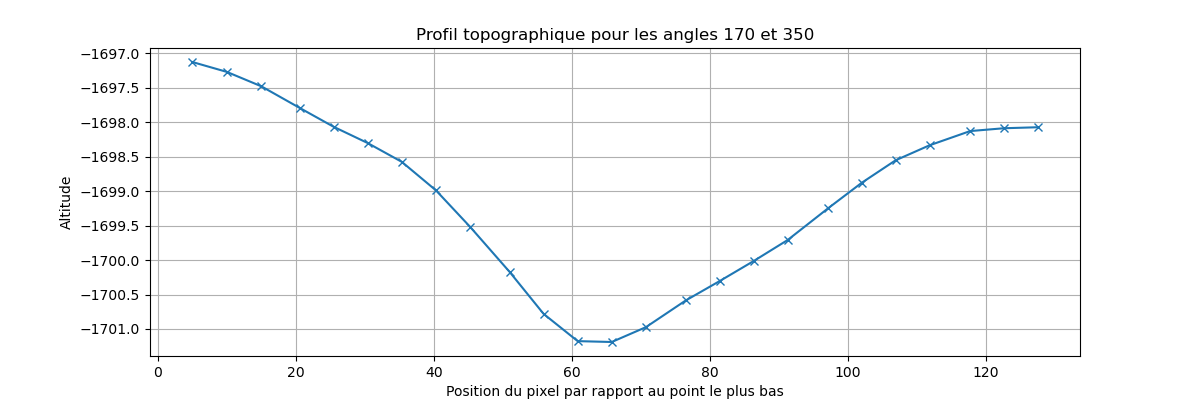 Profil topographique pour les angles 170 et 350
−1697.0
−1697.5
−1698.0
−1698.5
−1699.0
−1699.5
−1700.0
−1700.5
−1701.0
Altitude
0 20 40 60 80 100 120
Position du pixel par rapport au point le plus bas